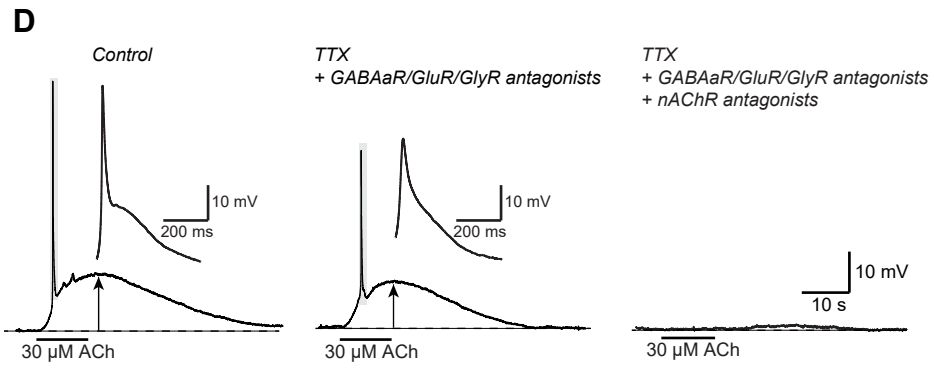 D
Control
TTX
+ GABAaR/GluR/GlyR antagonists
TTX
+ GABAaR/GluR/GlyR antagonists
+ nAChR antagonists
10 mV
200 ms
10 mV
200 ms
10 mV
10 s
30 µM ACh
30 µM ACh
30 µM ACh